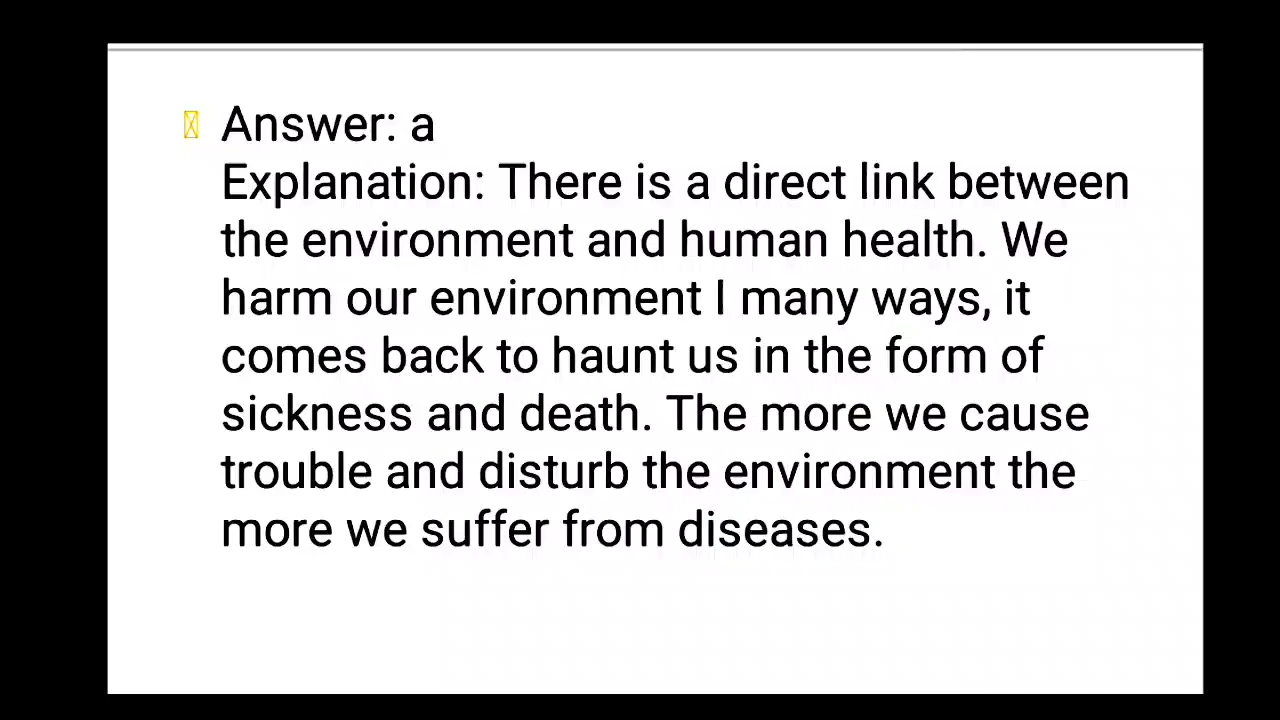 Answer: a
Explanation: There is a direct link between
the environment and human health. We
harm our environment I many ways, it
comes back to haunt us in the form of
sickness and death. The more we cause
trouble and disturb the environment the
more we suffer from diseases.